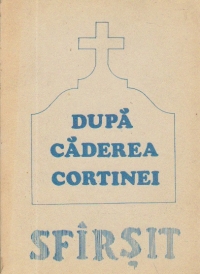 DUPĂ
CĂDEREA
CORTINEI
SFÎRȘIT